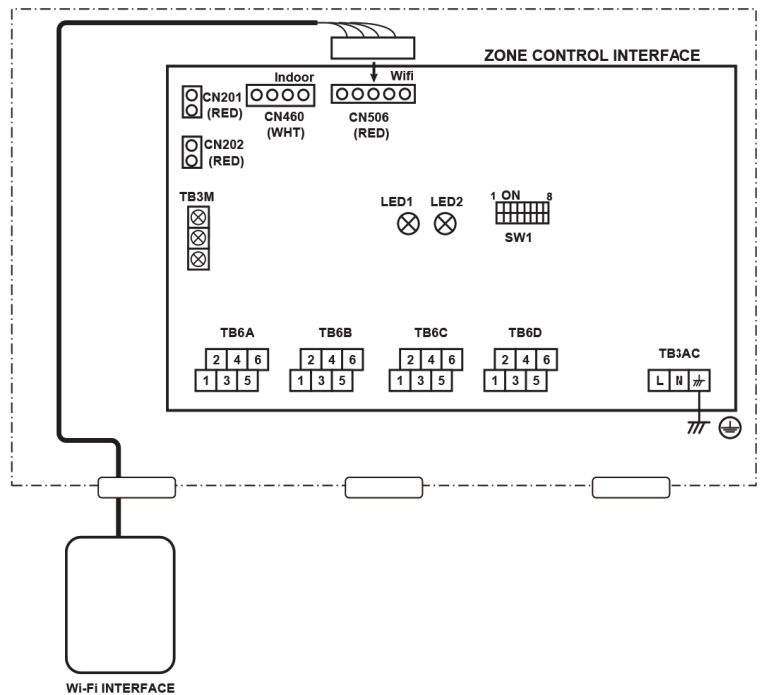 ZONE CONTROL INTERFACE
Indoor
Wifi
CN201
(RED)
CN460
(WHT)
CN506
(RED)
CN202
(RED)
TB3M
LED1 LED2
1 ON 8
SW1
TB6A
2 4 6
1 3 5
TB6B
2 4 6
1 3 5
TB6C
2 4 6
1 3 5
TB6D
2 4 6
1 3 5
TB3AC
L N
Wi-Fi INTERFACE